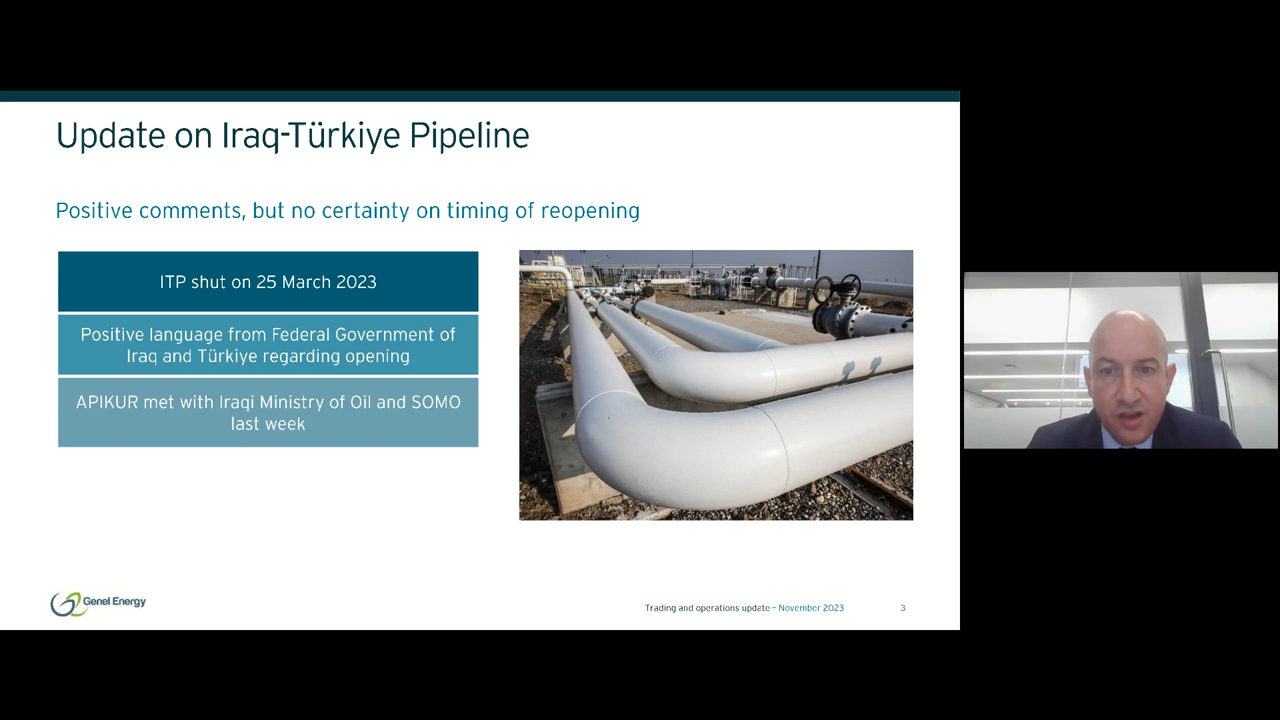 Update on Iraq-Türkiye Pipeline
Positive comments, but no certainty on timing of reopening
ITP shut on 25 March 2023
Positive language from Federal Government of
Iraq and Türkiye regarding opening
APIKUR met with Iraqi Ministry of Oil and SOMO
last week
Genel Energy
Trading and operations update – November 2023
3